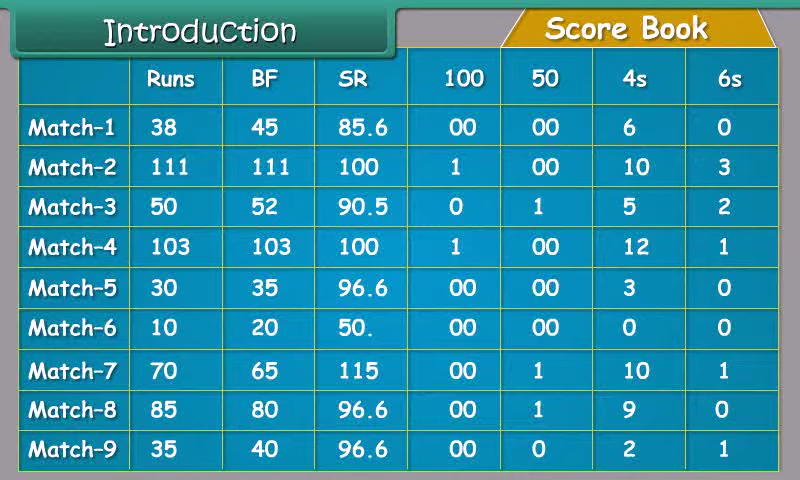 Introduction
Score Book
Runs BF SR 100 50 4s 6s
Match-1 38 45 85.6 00 00 6 0
Match-2 111 111 100 1 00 10 3
Match-3 50 52 90.5 0 1 5 2
Match-4 103 103 100 1 00 12 1
Match-5 30 35 96.6 00 00 3 0
Match-6 10 20 50. 00 00 0 0
Match-7 70 65 115 00 1 10 1
Match-8 85 80 96.6 00 1 9 0
Match-9 35 40 96.6 00 0 2 1